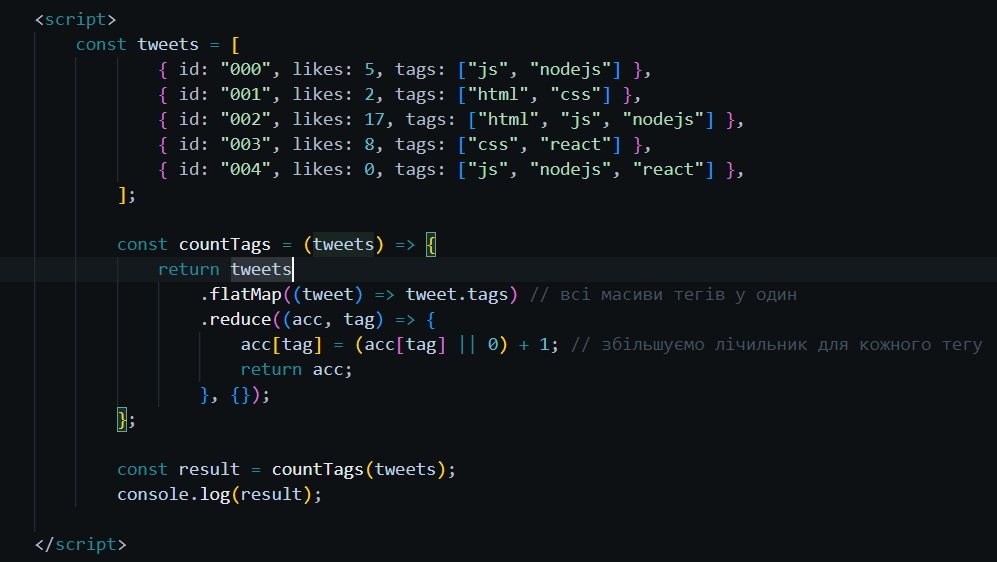 <script>
const tweets = [
{ id: "000", likes: 5, tags: ["js", "nodejs"] },
{ id: "001", likes: 2, tags: ["html", "css"] },
{ id: "002", likes: 17, tags: ["html", "js", "nodejs"] },
{ id: "003", likes: 8, tags: ["css", "react"] },
{ id: "004", likes: 0, tags: ["js", "nodejs", "react"] },
];
const countTags = (tweets) => {
return tweets
.flatMap((tweet) => tweet.tags) // всі масиви тегів у один
.reduce((acc, tag) => {
acc[tag] = (acc[tag] || 0) + 1; // збільшуємо лічильник для кожного тегу
return acc;
}, {});
};
const result = countTags(tweets);
console.log(result);
</script>